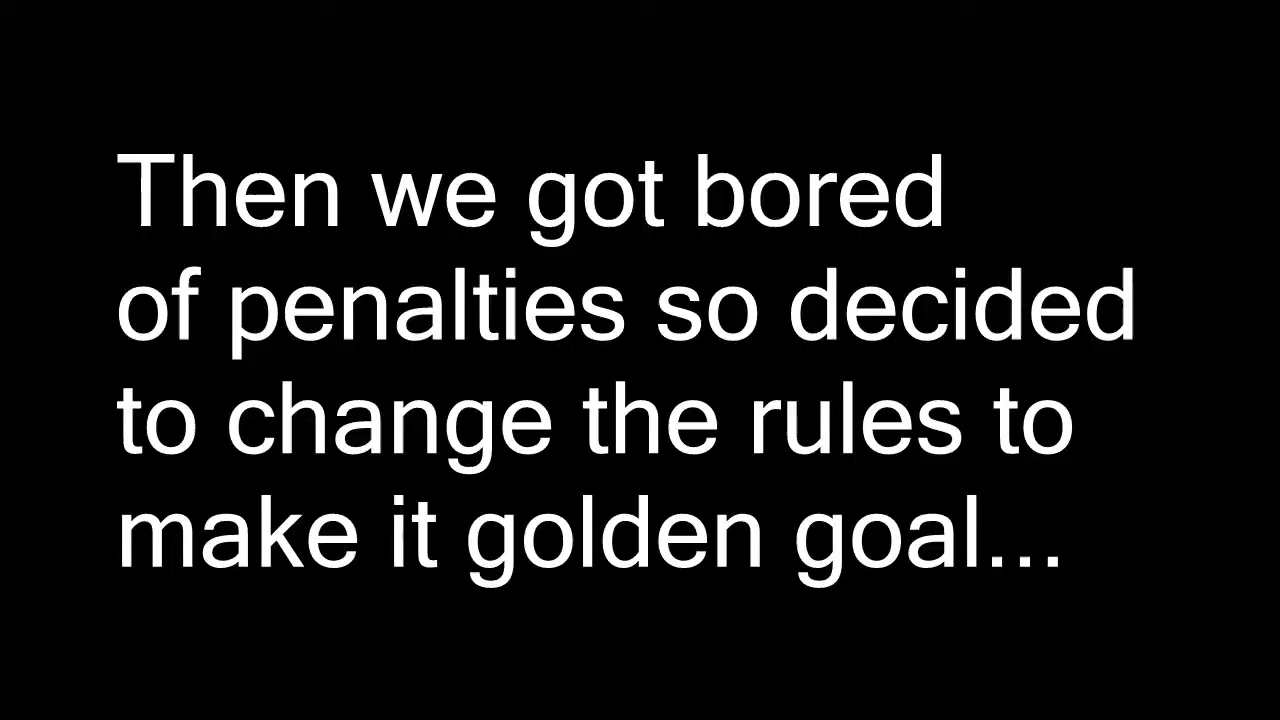 Then we got bored
of penalties so decided
to change the rules to
make it golden goal...